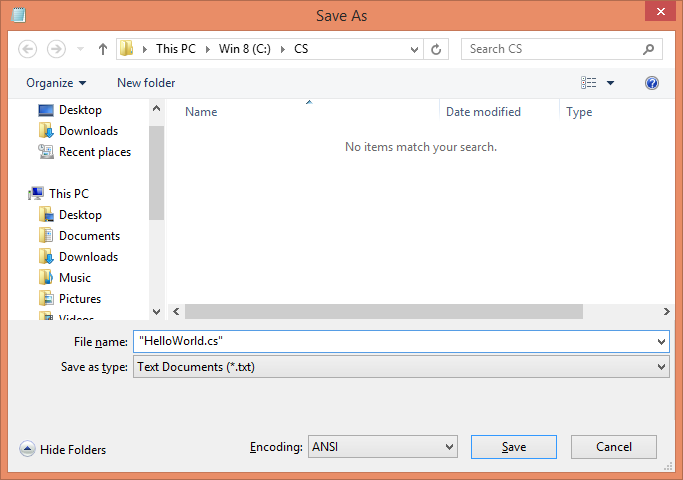 Save As
This PC Win 8 (C:) CS
Search CS
Organize New folder
Name Date modified Type
No items match your search.
Desktop
Downloads
Recent places
This PC
Desktop
Documents
Downloads
Music
Pictures
Videos
File name: "HelloWorld.cs"
Save as type: Text Documents (*.txt)
Hide Folders
Encoding: ANSI
Save
Cancel